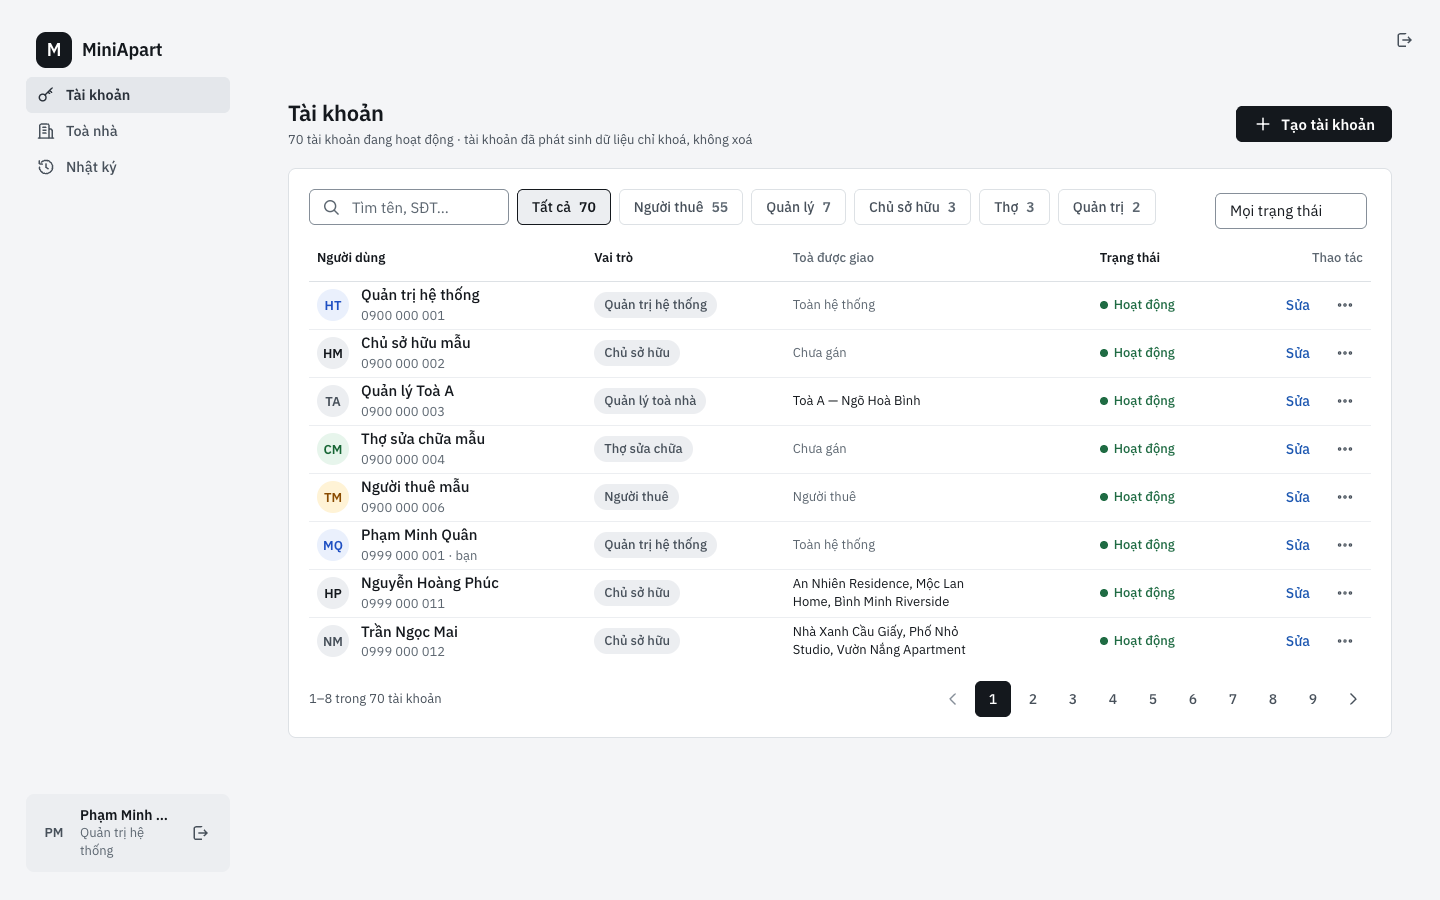 M MiniApart
Tài khoản
Toà nhà
Nhật ký
Tài khoản
70 tài khoản đang hoạt động · tài khoản đã phát sinh dữ liệu chỉ khoá, không xoá
Tạo tài khoản
Tìm tên, SĐT... Tất cả 70 Người thuê 55 Quản lý 7 Chủ sở hữu 3 Thợ 3 Quản trị 2 Mọi trạng thái
Người dùng Vai trò Toà được giao Trạng thái Thao tác
HT Quản trị hệ thống Quản trị hệ thống Toàn hệ thống Hoạt động Sửa
0900 000 001
HM Chủ sở hữu mẫu Chủ sở hữu Chưa gán Hoạt động Sửa
0900 000 002
TA Quản lý Toà A Quản lý toà nhà Toà A — Ngõ Hoà Bình Hoạt động Sửa
0900 000 003
CM Thợ sửa chữa mẫu Thợ sửa chữa Chưa gán Hoạt động Sửa
0900 000 004
TM Người thuê mẫu Người thuê Người thuê Hoạt động Sửa
0900 000 006
MQ Phạm Minh Quân Quản trị hệ thống Toàn hệ thống Hoạt động Sửa
0999 000 001 · bạn
HP Nguyễn Hoàng Phúc Chủ sở hữu An Nhiên Residence, Mộc Lan Hoạt động Sửa
0999 000 011 Home, Bình Minh Riverside
NM Trần Ngọc Mai Chủ sở hữu Nhà Xanh Cầu Giấy, Phố Nhỏ Hoạt động Sửa
0999 000 012 Studio, Vườn Nắng Apartment
1–8 trong 70 tài khoản 1 2 3 4 5 6 7 8 9
PM Phạm Minh ...
Quản trị hệ
thống